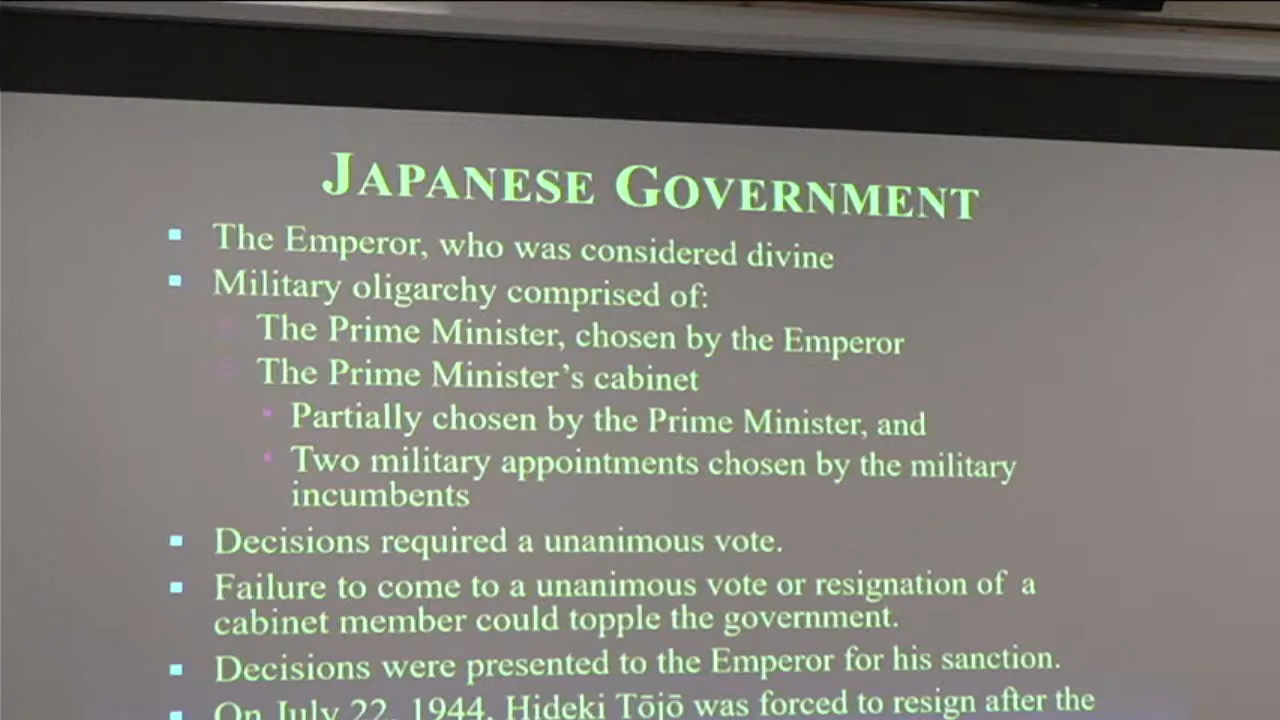 JAPANESE GOVERNMENT
▪ The Emperor, who was considered divine
▪ Military oligarchy comprised of:
The Prime Minister, chosen by the Emperor
The Prime Minister's cabinet
▪ Partially chosen by the Prime Minister, and
▪ Two military appointments chosen by the military
incumbents
▪ Decisions required a unanimous vote.
▪ Failure to come to a unanimous vote or resignation of a
cabinet member could topple the government.
▪ Decisions were presented to the Emperor for his sanction.
▪ On July 22, 1944, Hideki Tōjō was forced to resign after the